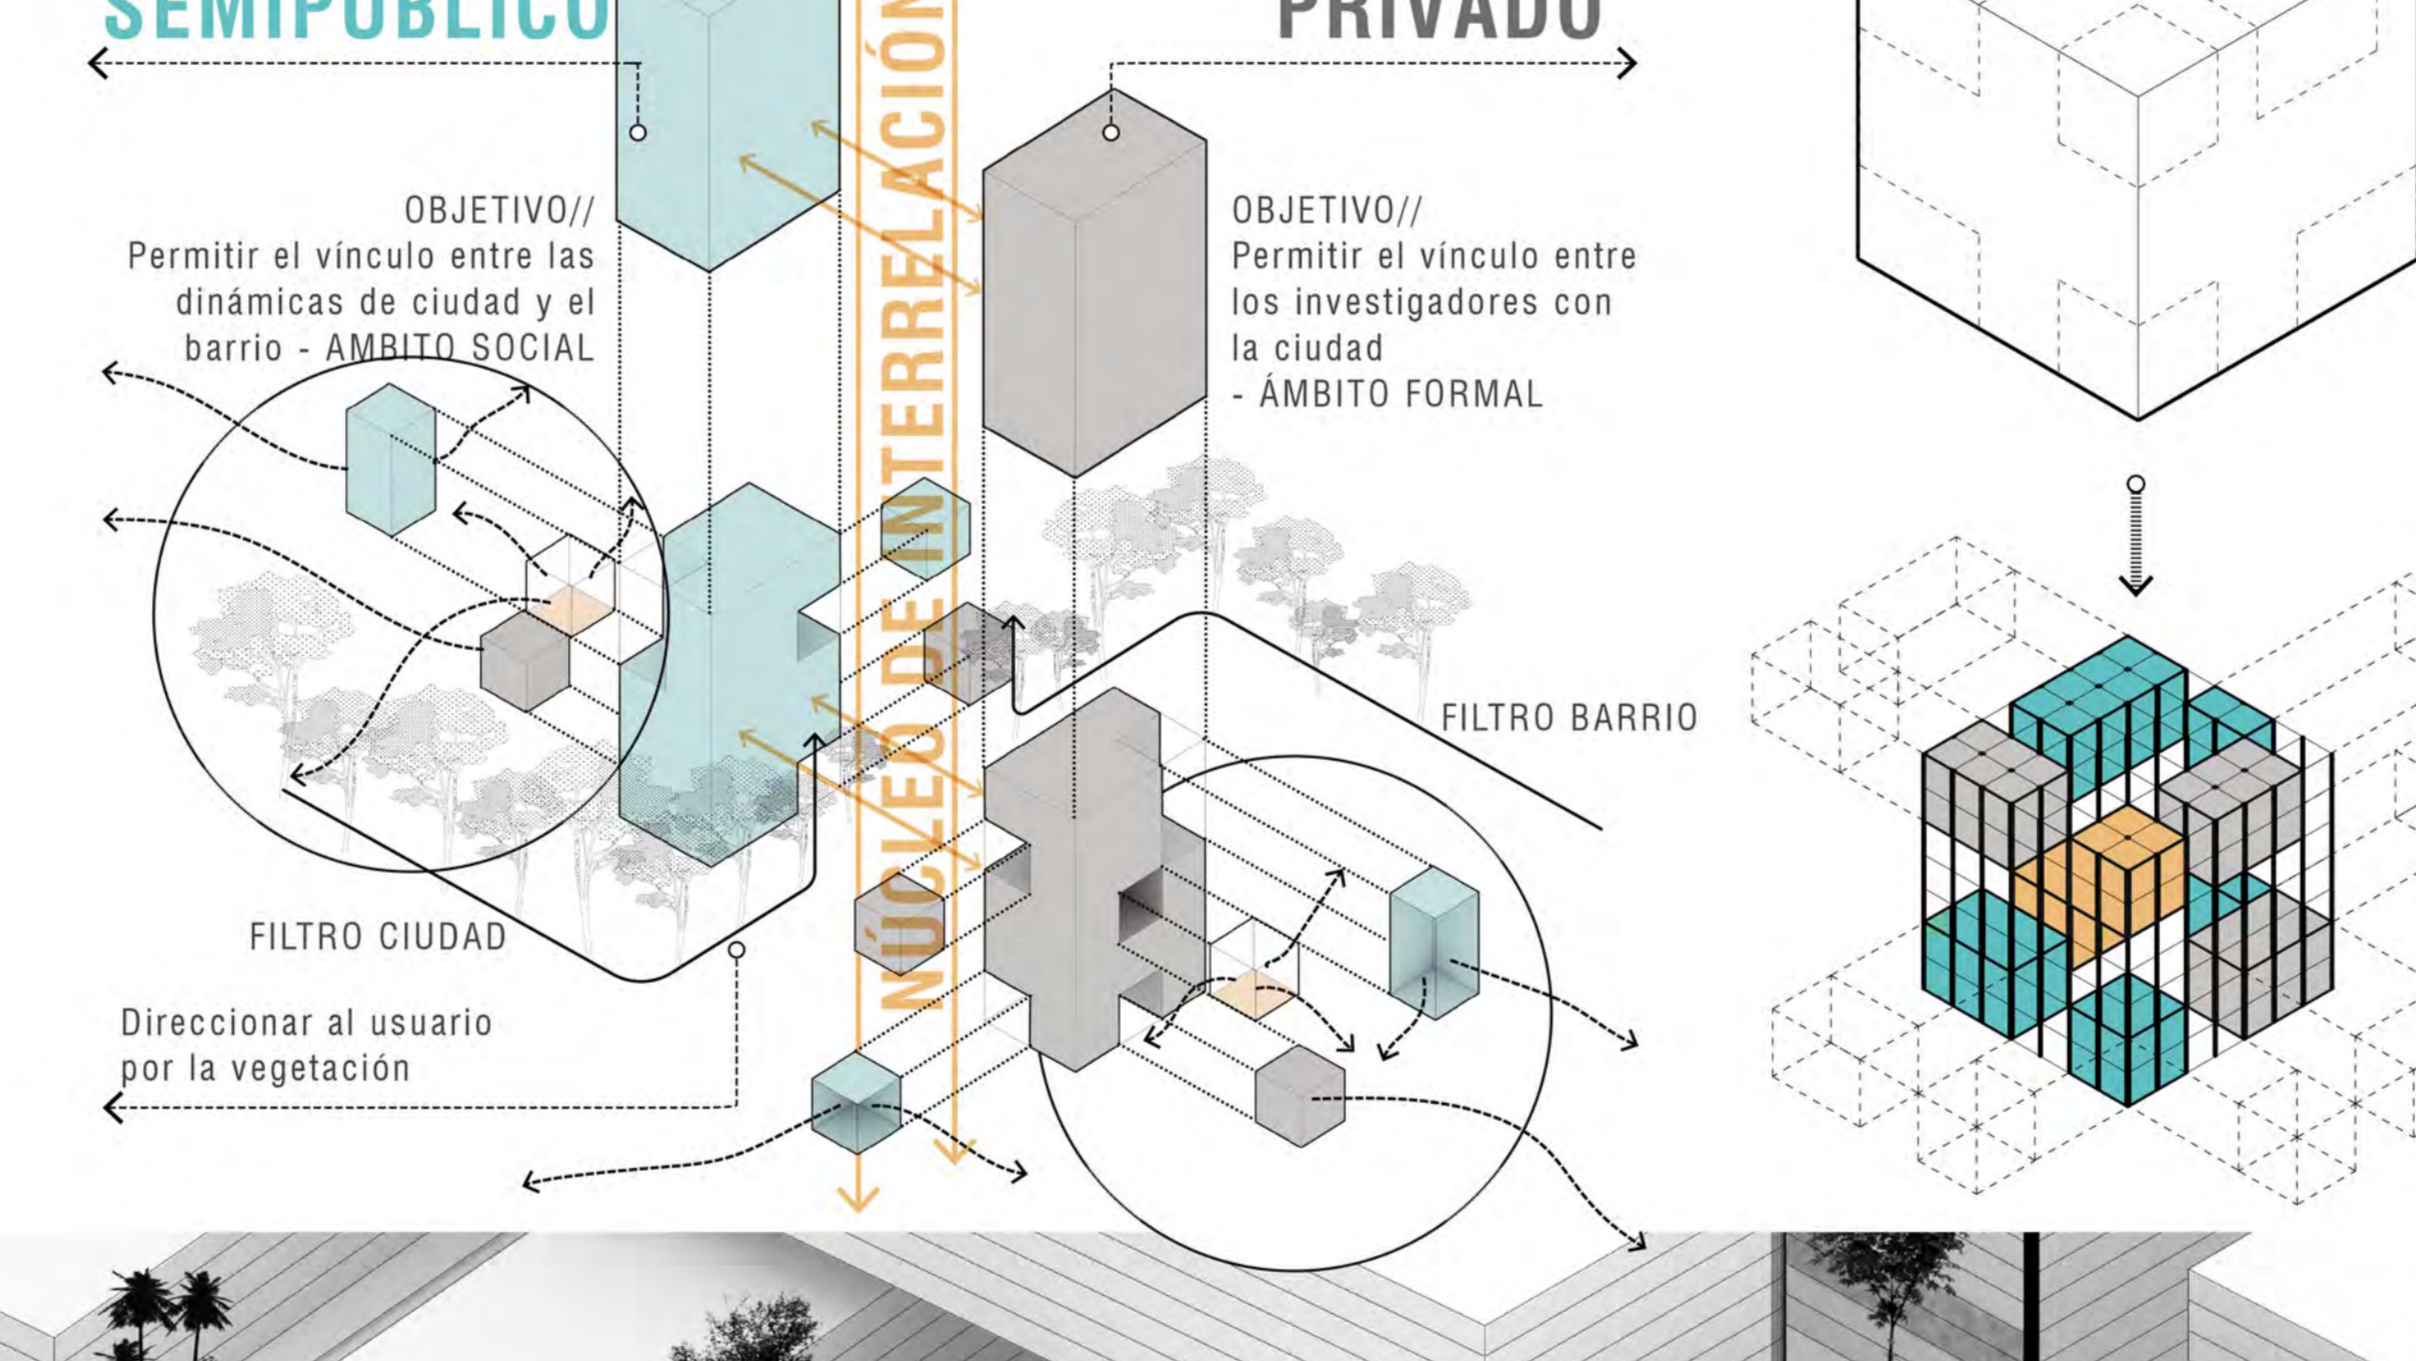 SEMIPÚBLICO
PRIVADO
NÚCLEO DE INTERRELACIÓN
OBJETIVO//
Permitir el vínculo entre las
dinámicas de ciudad y el
barrio - AMBITO SOCIAL
OBJETIVO//
Permitir el vínculo entre
los investigadores con
la ciudad
- ÁMBITO FORMAL
FILTRO BARRIO
FILTRO CIUDAD
Direccionar al usuario
por la vegetación